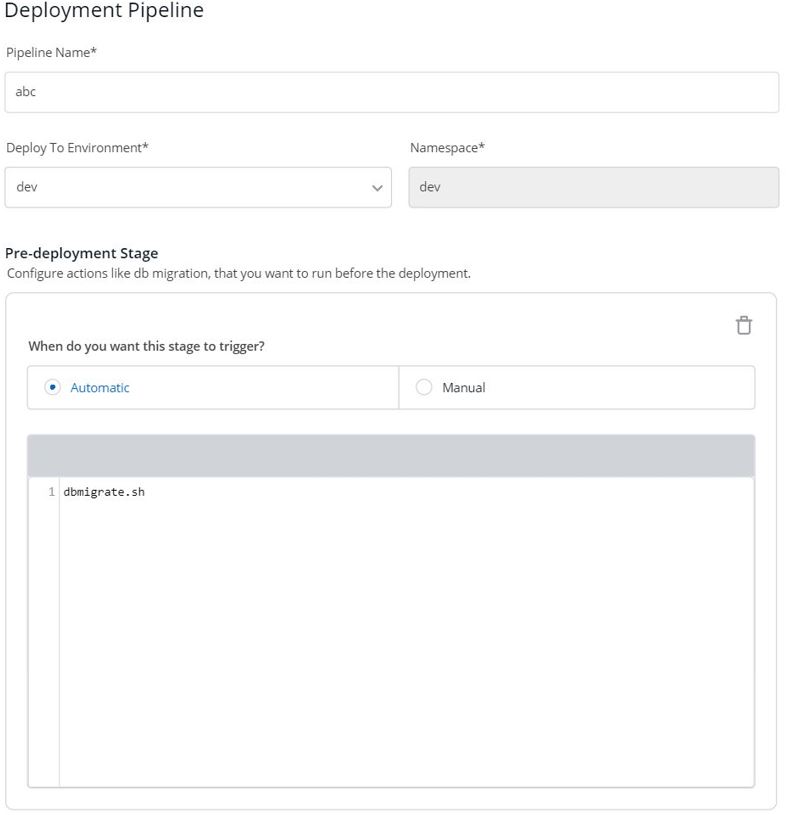 Deployment Pipeline
Pipeline Name*
abc
Deploy To Environment* Namespace*
dev dev
Pre-deployment Stage
Configure actions like db migration, that you want to run before the deployment.
When do you want this stage to trigger?
Automatic Manual
1 dbmigrate.sh